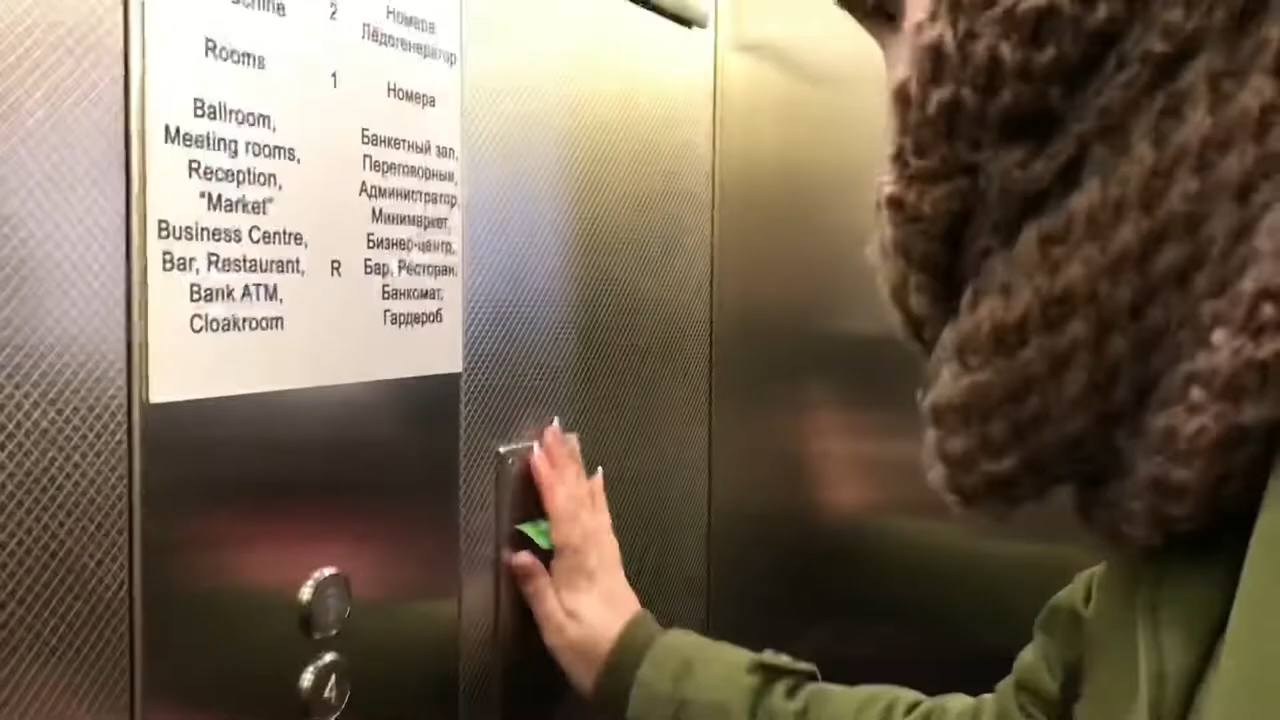 2
Номера
Ледогенератор
Rooms
1
Номера
Ballroom,
Meeting rooms,
Reception,
"Market"
Business Centre,
Bar, Restaurant,
Bank ATM,
Cloakroom
R
Банкетный зал,
Переговорные,
Администратор,
Минимаркет,
Бизнес-центр,
Бар, Ресторан,
Банкомат,
Гардероб
4